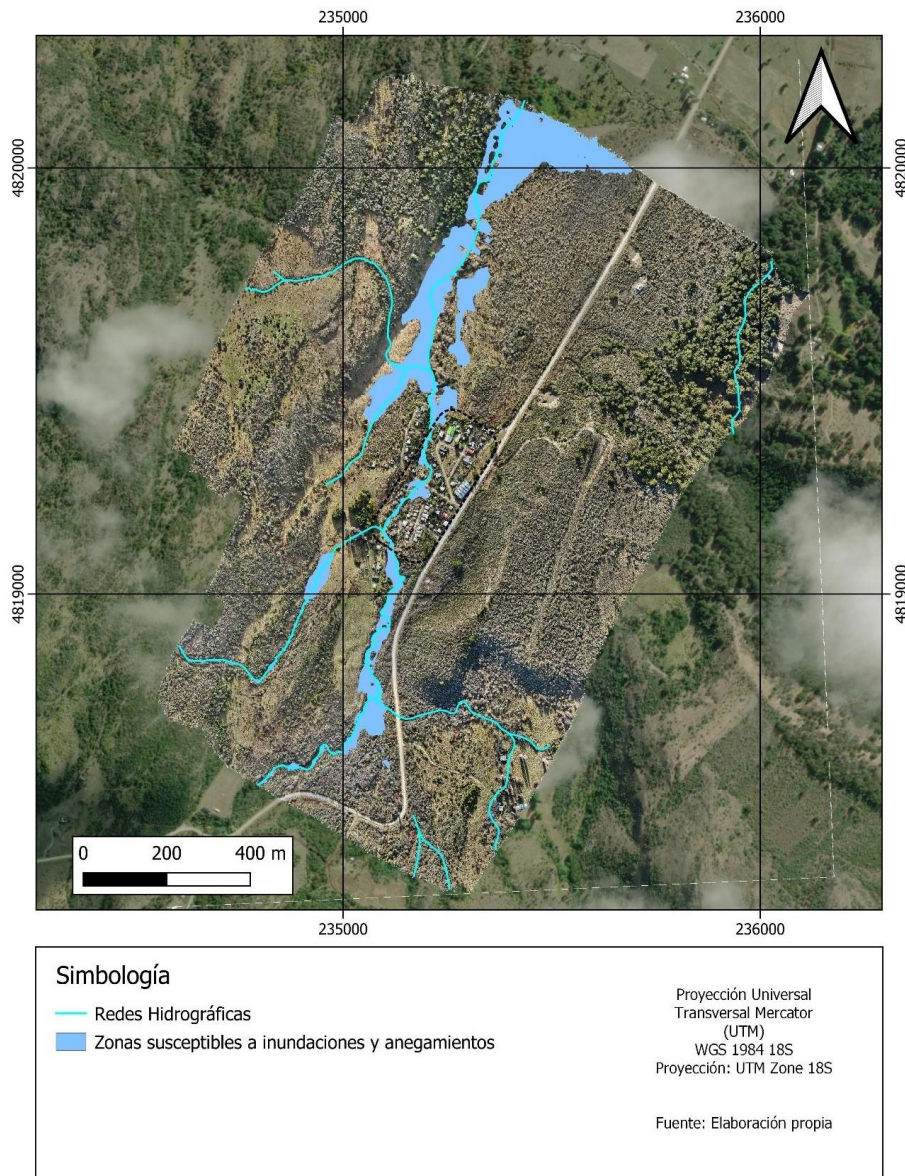 235000 236000
4820000 4820000
4819000 4819000
0 200 400 m
235000 236000
Simbología
Redes Hidrográficas
Zonas susceptibles a inundaciones y anegamientos
Proyección Universal
Transversal Mercator
(UTM)
WGS 1984 18S
Proyección: UTM Zone 18S
Fuente: Elaboración propia